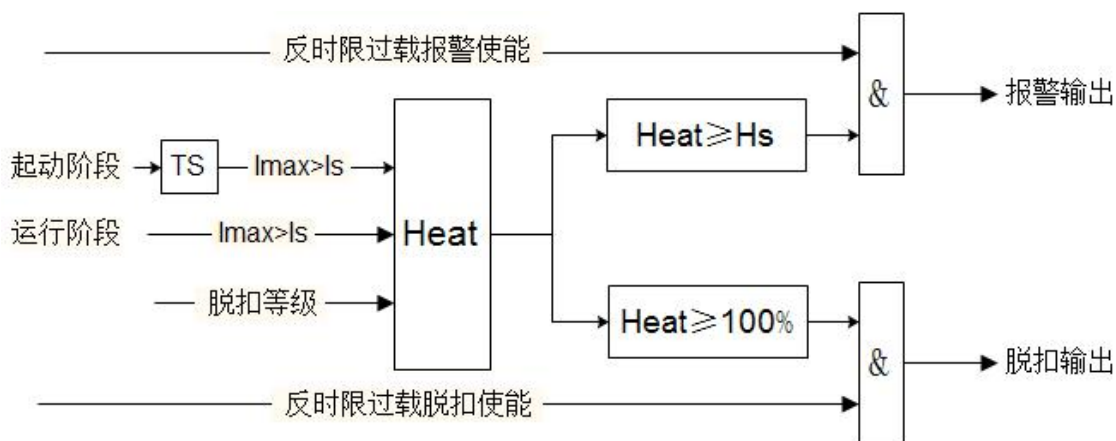 反时限过载报警使能
&
报警输出
Heat≥Hs
起动阶段
TS
Imax>Is
运行阶段
Imax>Is
Heat
脱扣等级
Heat≥100%
&
脱扣输出
反时限过载脱扣使能